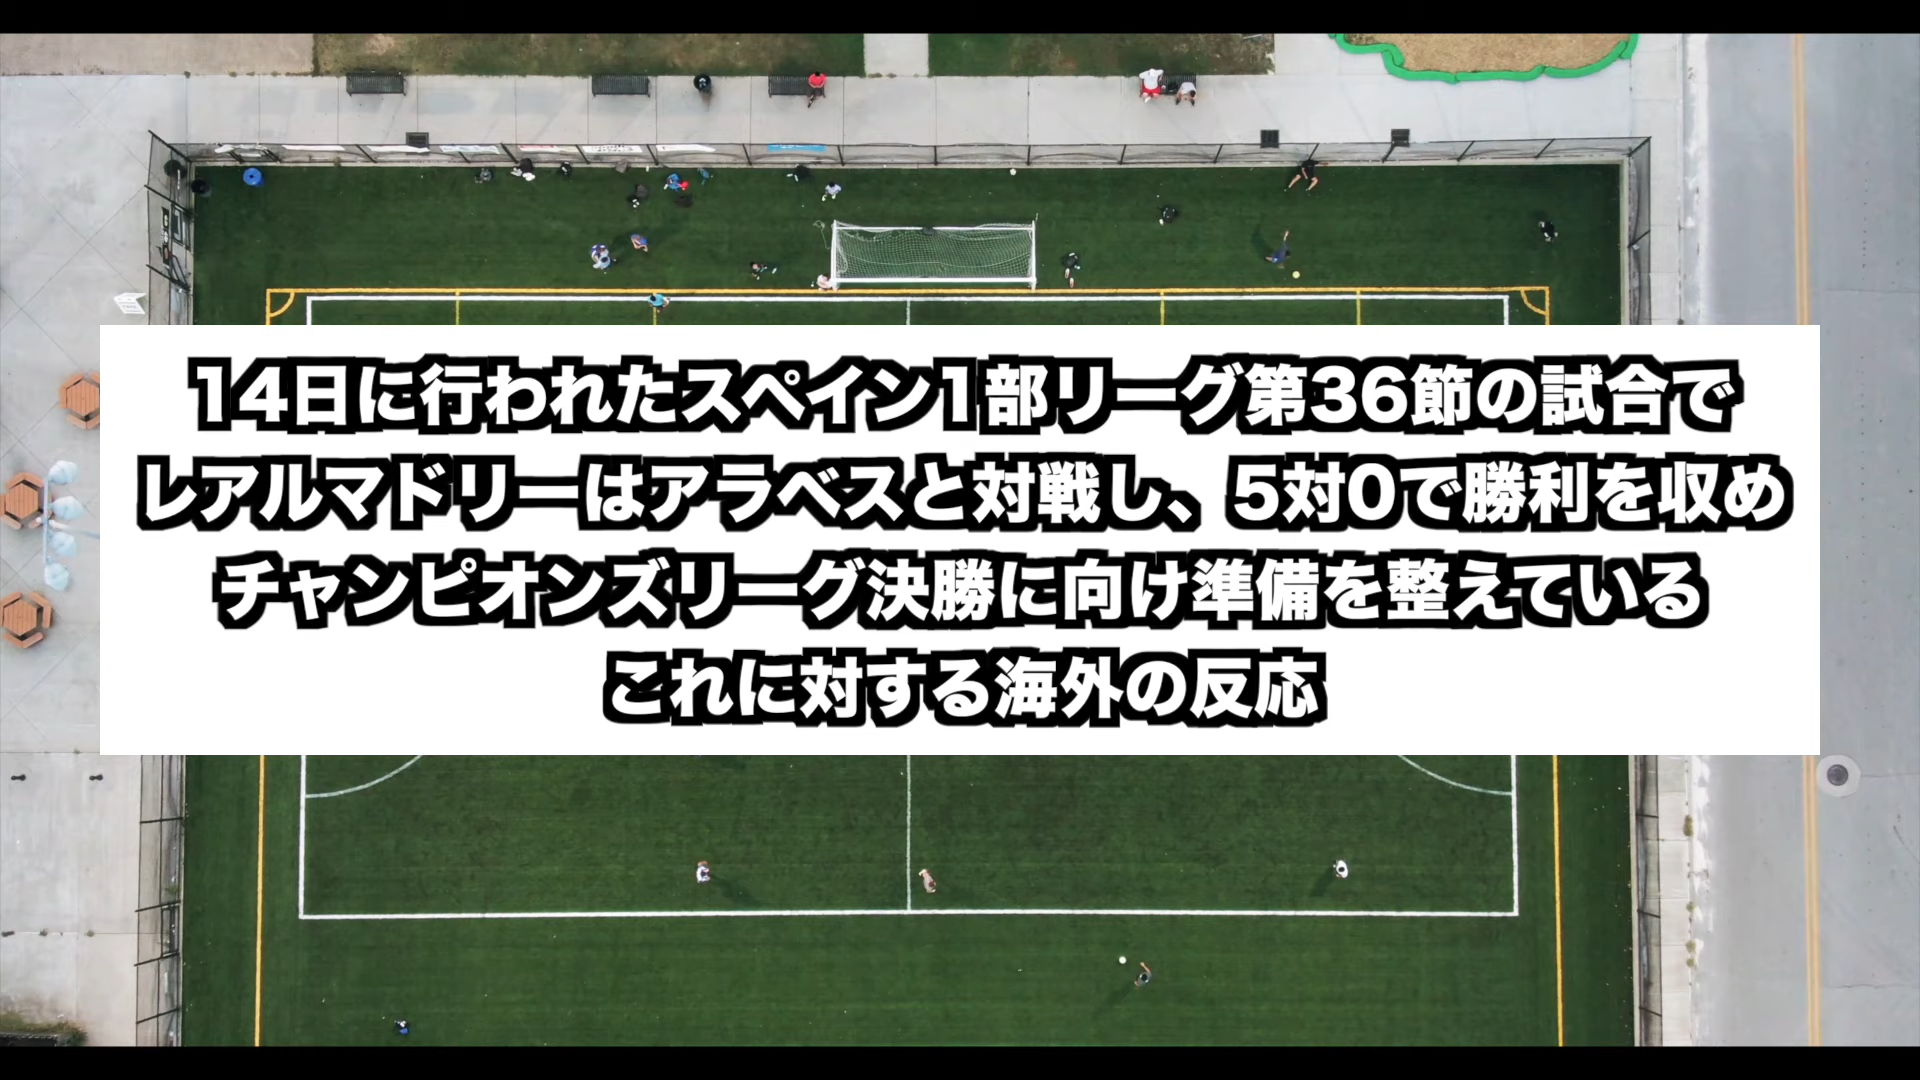 14日に行われたスペイン1部リーグ第36節の試合で
レアルマドリーはアラベスと対戦し、5対0で勝利を収め
チャンピオンズリーグ決勝に向け準備を整えている
これに対する海外の反応